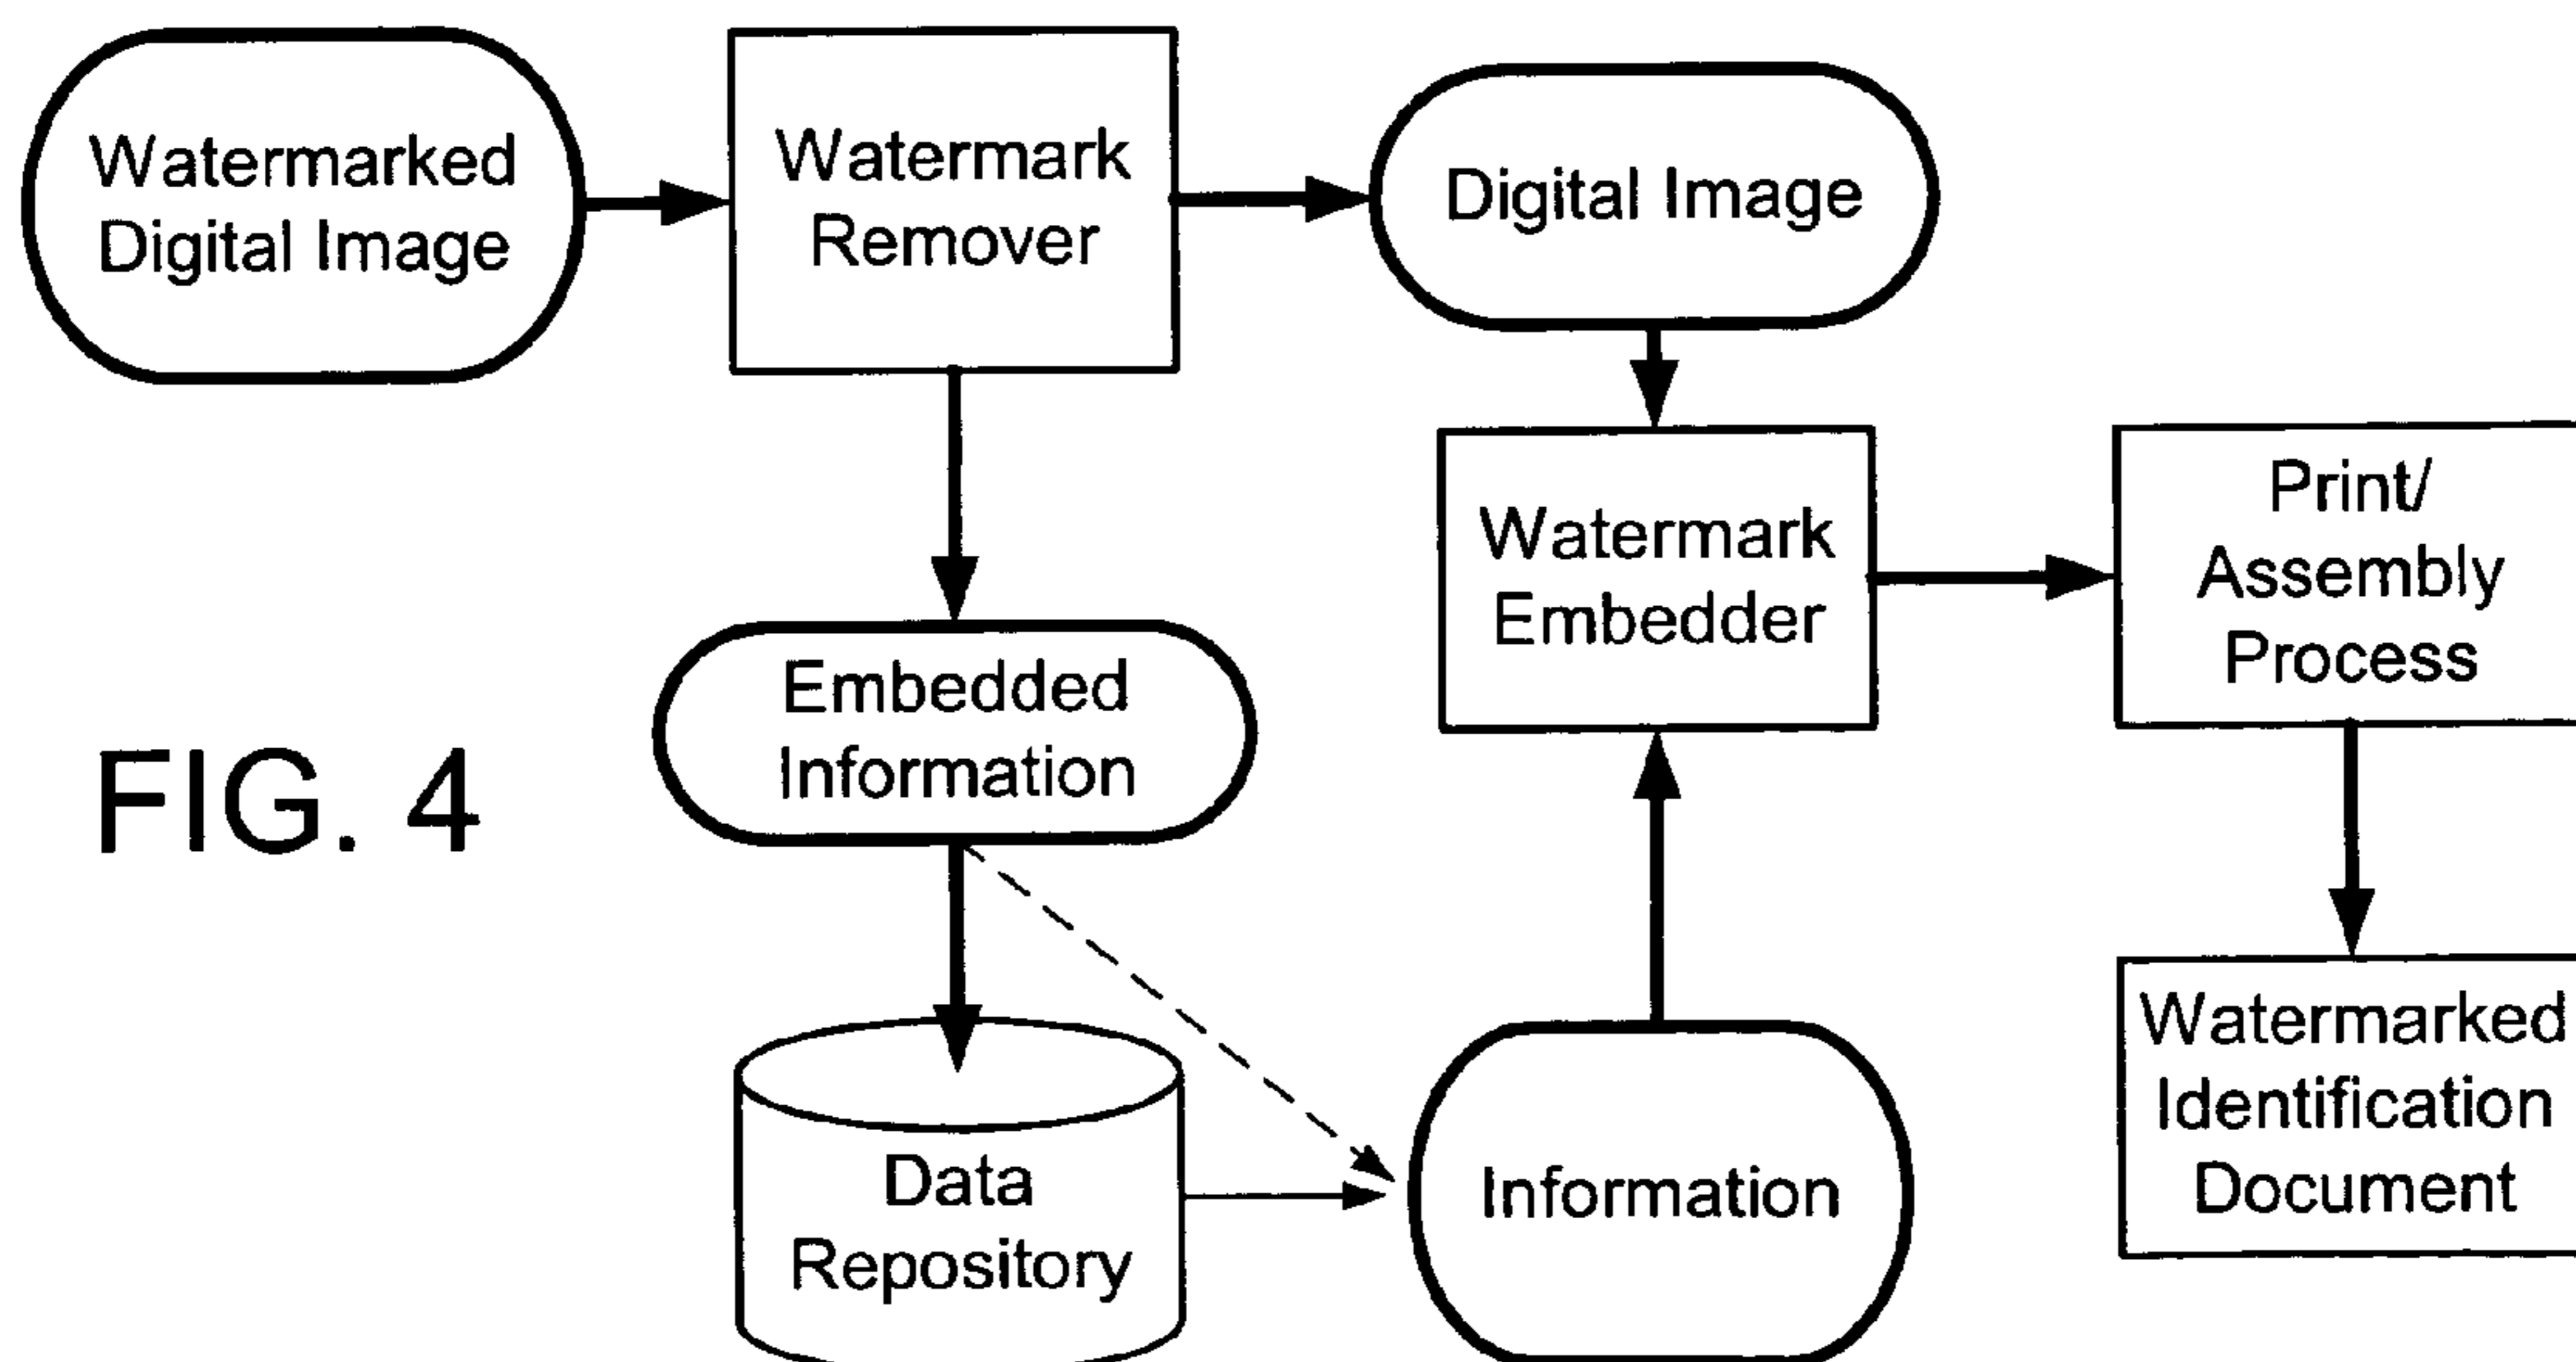 Watermarked
Digital Image
Watermark
Remover
Digital Image
Watermark
Embedder
Print/
Assembly
Process
Embedded
Information
FIG. 4
Data
Repository
Information
Watermarked
Identification
Document